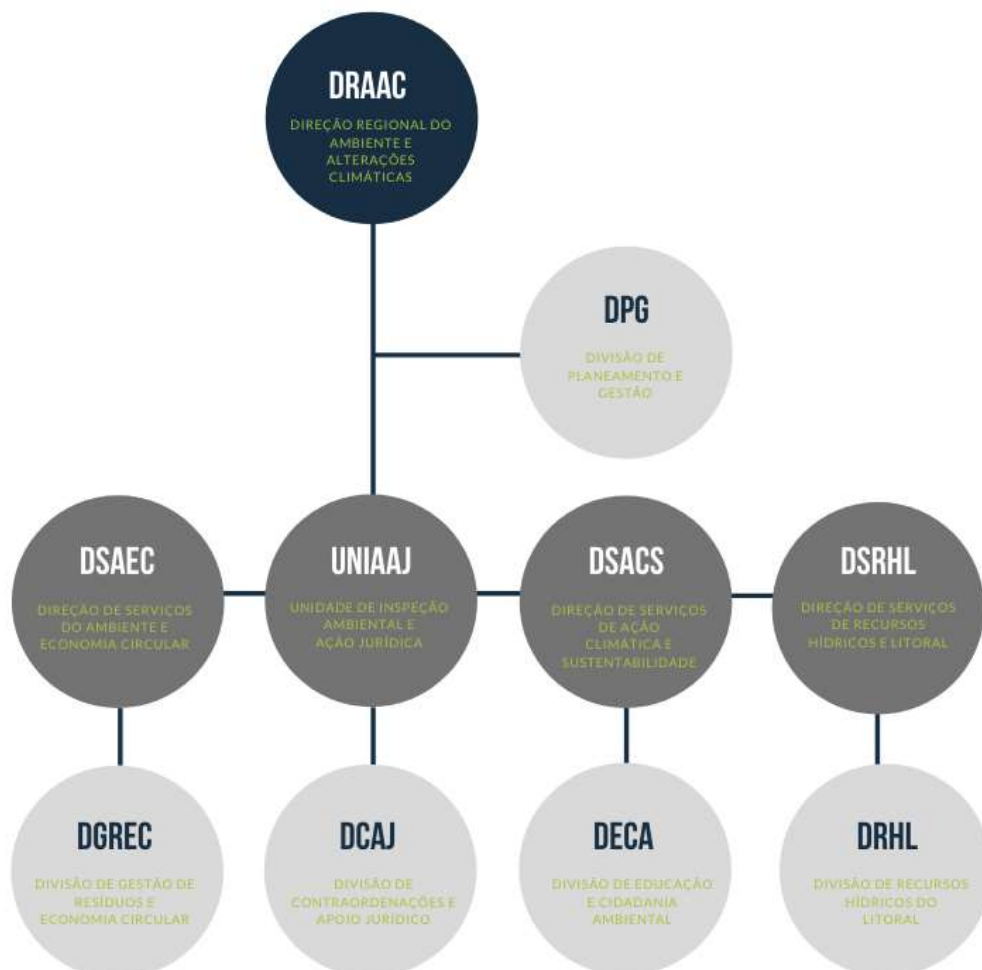 DRAAC
DIREÇÃO REGIONAL DO
AMBIENTE E
ALTERAÇÕES
CLIMÁTICAS
DPG
DIVISÃO DE
PLANEAMENTO E
GESTÃO
DSAEC
DIREÇÃO DE SERVIÇOS
DO AMBIENTE E
ECONOMIA CIRCULAR
UNIAAJ
UNIDADE DE INSPEÇÃO
AMBIENTAL E
AÇÃO JURÍDICA
DSACS
DIREÇÃO DE SERVIÇOS
DE AÇÃO
CLIMÁTICA E
SUSTENTABILIDADE
DSRHL
DIREÇÃO DE SERVIÇOS
DE RECURSOS
HÍDRICOS E LITORAL
DGREC
DIVISÃO DE GESTÃO DE
RESÍDUOS E
ECONOMIA CIRCULAR
DCAJ
DIVISÃO DE
CONTRAORDENAÇÕES E
APOIO JURÍDICO
DECA
DIVISÃO DE EDUCAÇÃO
E CIDADANIA
AMBIENTAL
DRHL
DIVISÃO DE RECURSOS
HÍDRICOS DO
LITORAL